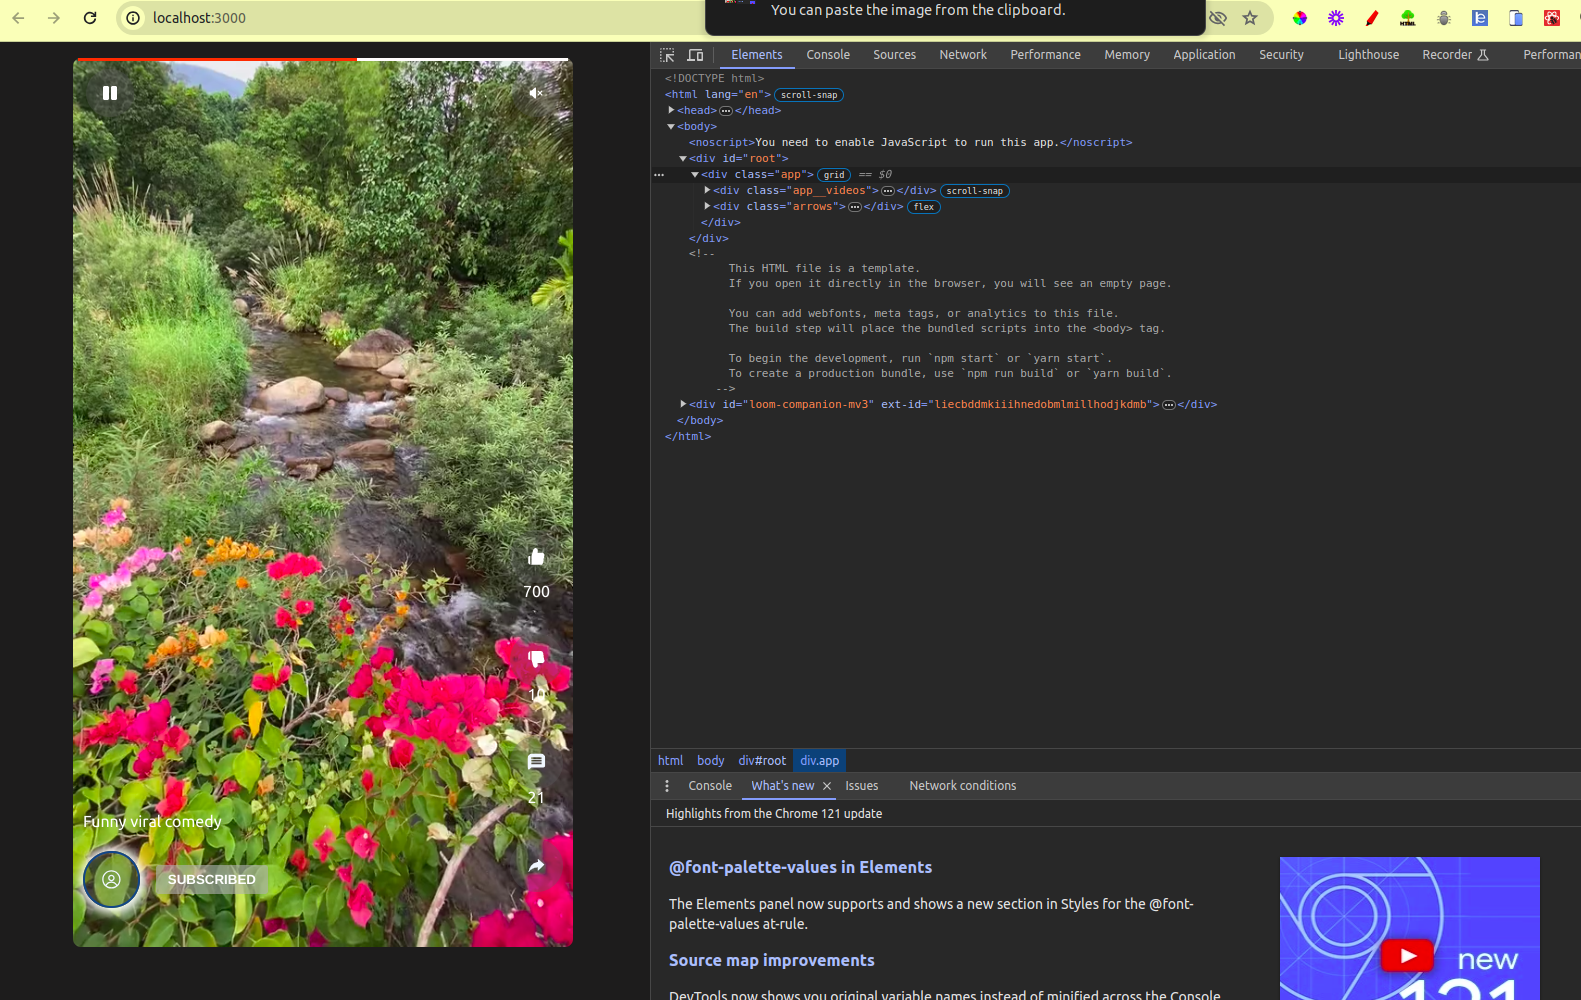 localhost:3000
You can paste the image from the clipboard.
Elements Console Sources Network Performance Memory Application Security Lighthouse Recorder
<!DOCTYPE html>
<html lang="en"> scroll-snap
<head> </head>
<body>
<noscript>You need to enable JavaScript to run this app.</noscript>
<div id="root">
<div class="app"> grid == $0
<div class="app__videos"> </div> scroll-snap
<div class="arrows"> </div> flex
</div>
</div>
<!--
This HTML file is a template.
If you open it directly in the browser, you will see an empty page.
You can add webfonts, meta tags, or analytics to this file.
The build step will place the bundled scripts into the <body> tag.
To begin the development, run `npm start` or `yarn start`.
To create a production bundle, use `npm run build` or `yarn build`.
-->
<div id="loom-companion-mv3" ext-id="liecbddmkiiihnedobmlmillhodjkdmb"> </div>
</body>
</html>
700
10
21
Funny viral comedy
SUBSCRIBED
html body div#root div.app
Console What's new Issues Network conditions
Highlights from the Chrome 121 update
@font-palette-values in Elements
The Elements panel now supports and shows a new section in Styles for the @font-
palette-values at-rule.
Source map improvements
DevTools now shows you original variable names instead of minified across the Console
new
121